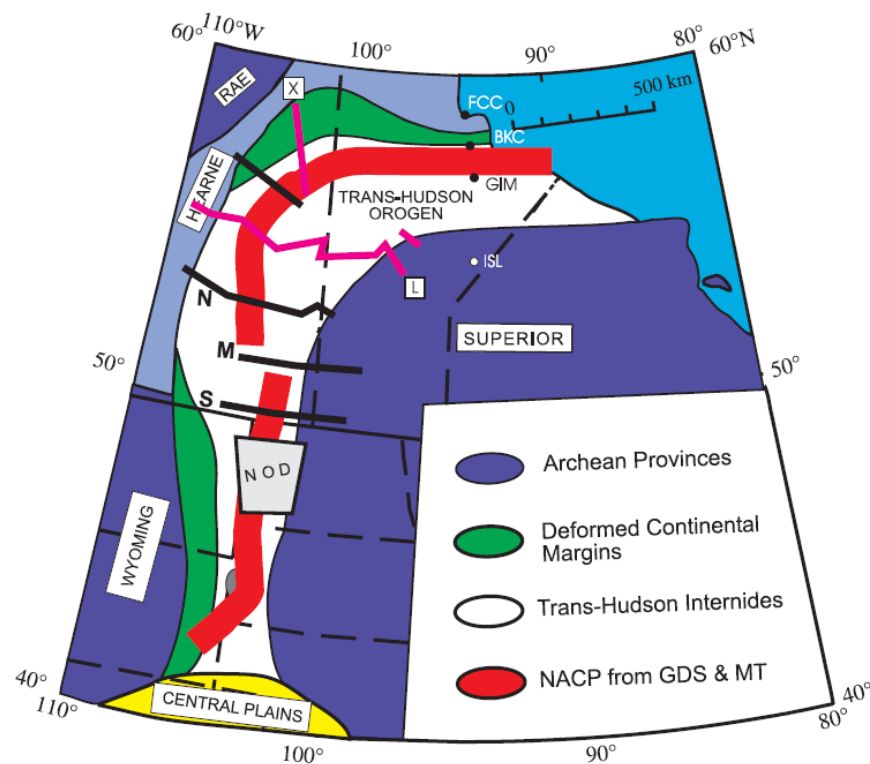 110°W
60°
100°
90°
80°
60°N
RAE
X
FCC
0
500 km
BKC
GIM
HEARNE
TRANS-HUDSON
OROGEN
ISL
L
N
SUPERIOR
M
50°
50°
S
NOD
Archean Provinces
WYOMING
Deformed Continental
Margins
Trans-Hudson Internides
NACP from GDS & MT
40°
110°
CENTRAL PLAINS
40°
80°
100°
90°